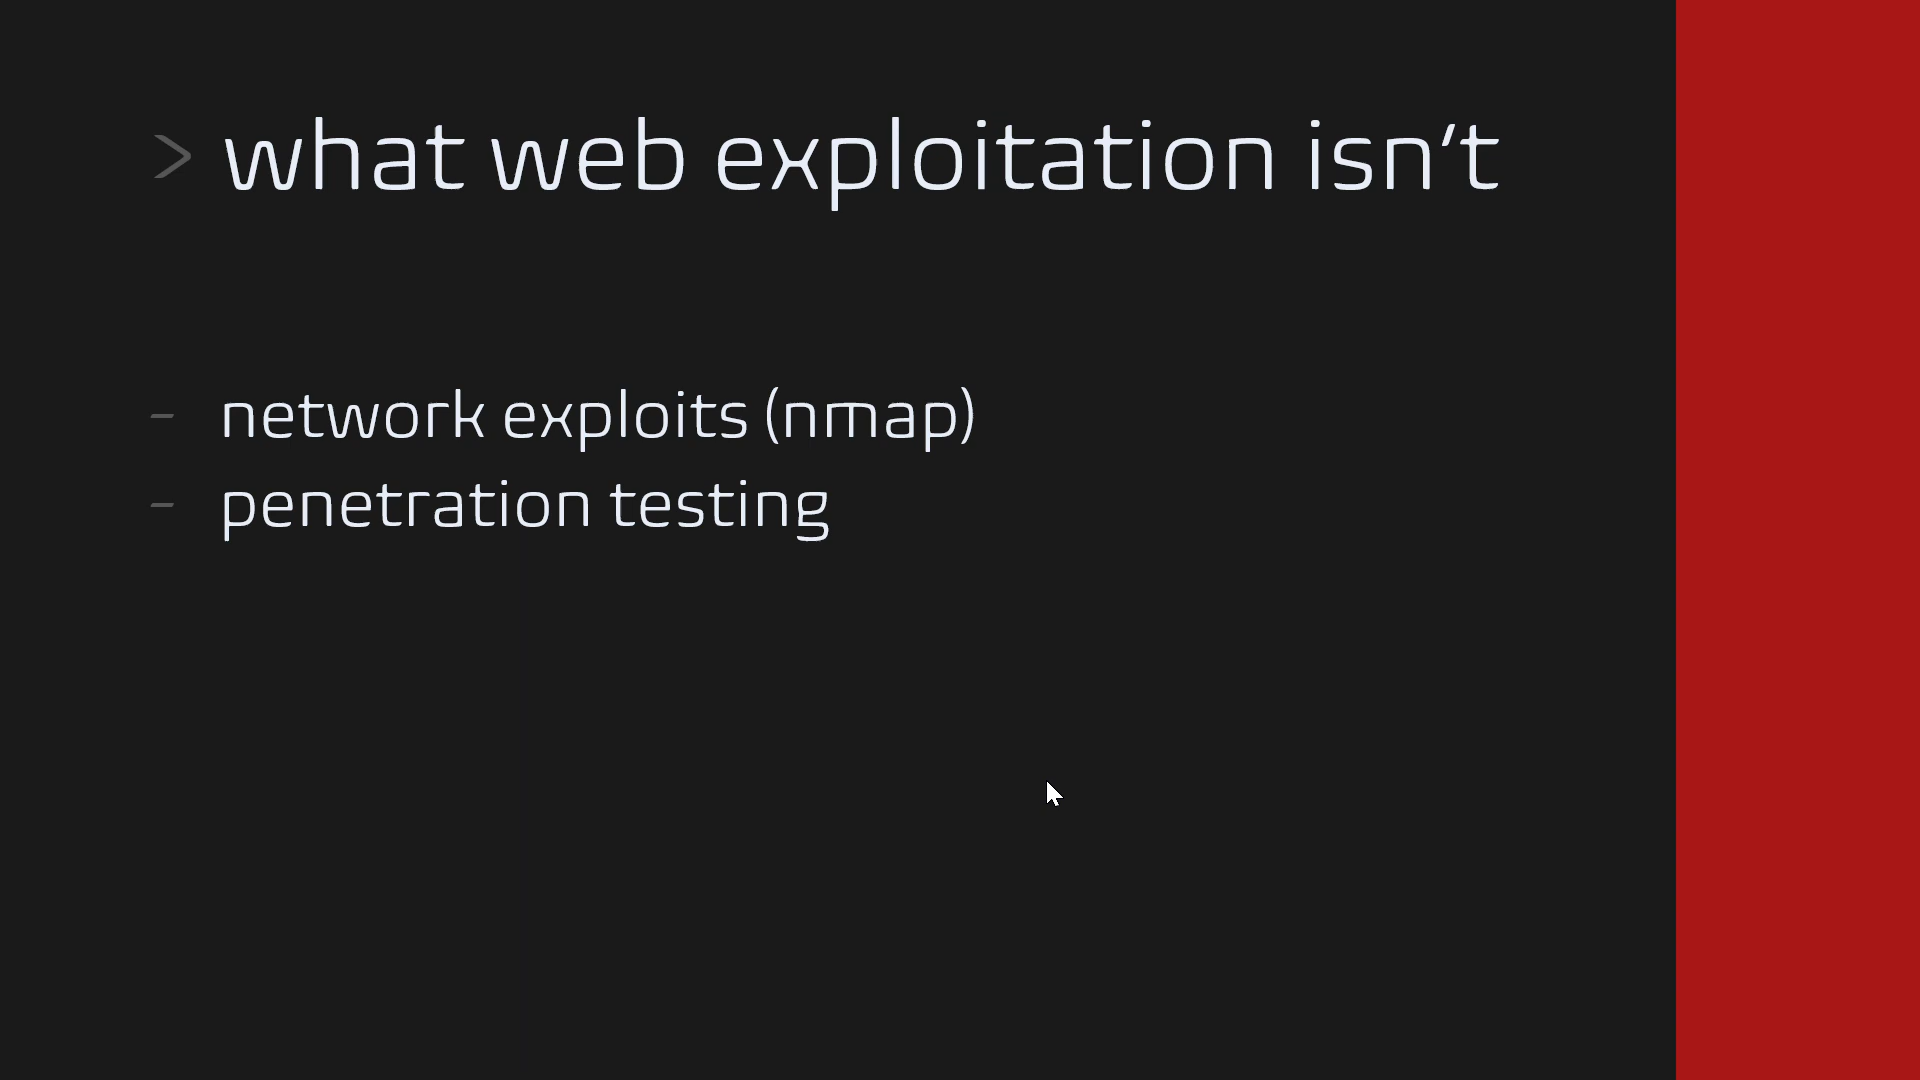 > what web exploitation isn’t
- network exploits (nmap)
- penetration testing